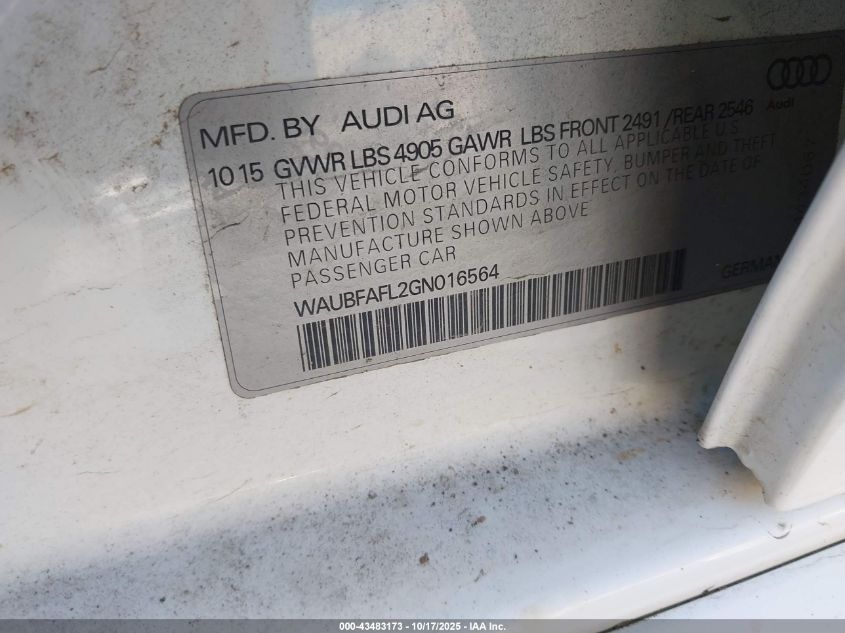 MFD. BY AUDI AG
Audi
10 15 GVWR LBS 4905 GAWR LBS FRONT 2491 / REAR 2546
THIS VEHICLE CONFORMS TO ALL APPLICABLE U.S.
FEDERAL MOTOR VEHICLE SAFETY, BUMPER AND THEFT
PREVENTION STANDARDS IN EFFECT ON THE DATE OF
MANUFACTURE SHOWN ABOVE
PASSENGER CAR
WAUBFAFL2GN016564
GERMAN
000-43483173 - 10/17/2025 - IAA Inc.